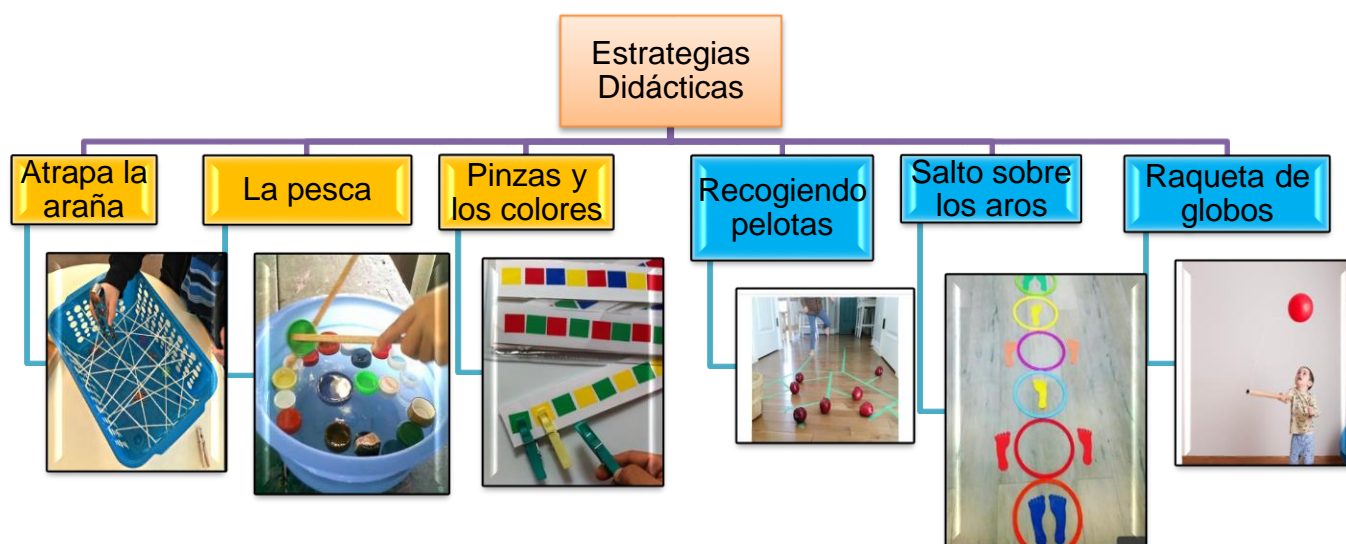 Estrategias
Didácticas
Atrapa la
araña
La pesca
Pinzas y
los colores
Recogiendo
pelotas
Salto sobre
los aros
Raqueta de
globos